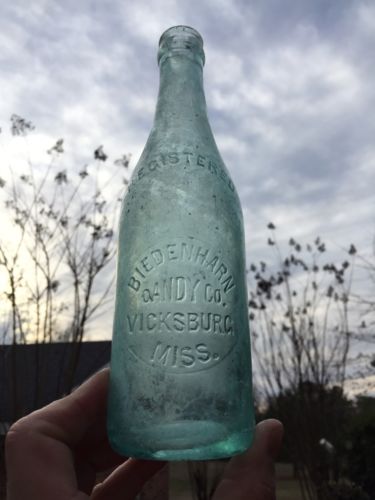 REGISTERED
BIEDENHARN
CANDY CO.
VICKSBURG
MISS.